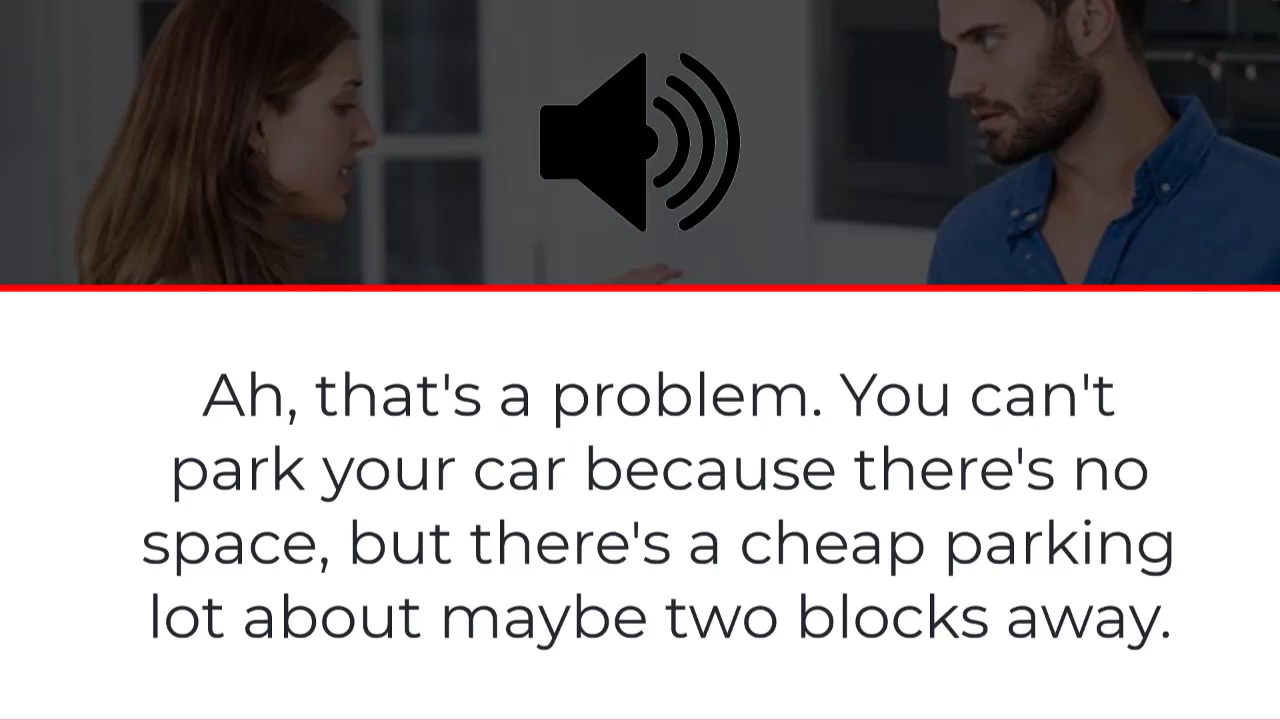 Ah, that's a problem. You can't
park your car because there's no
space, but there's a cheap parking
lot about maybe two blocks away.